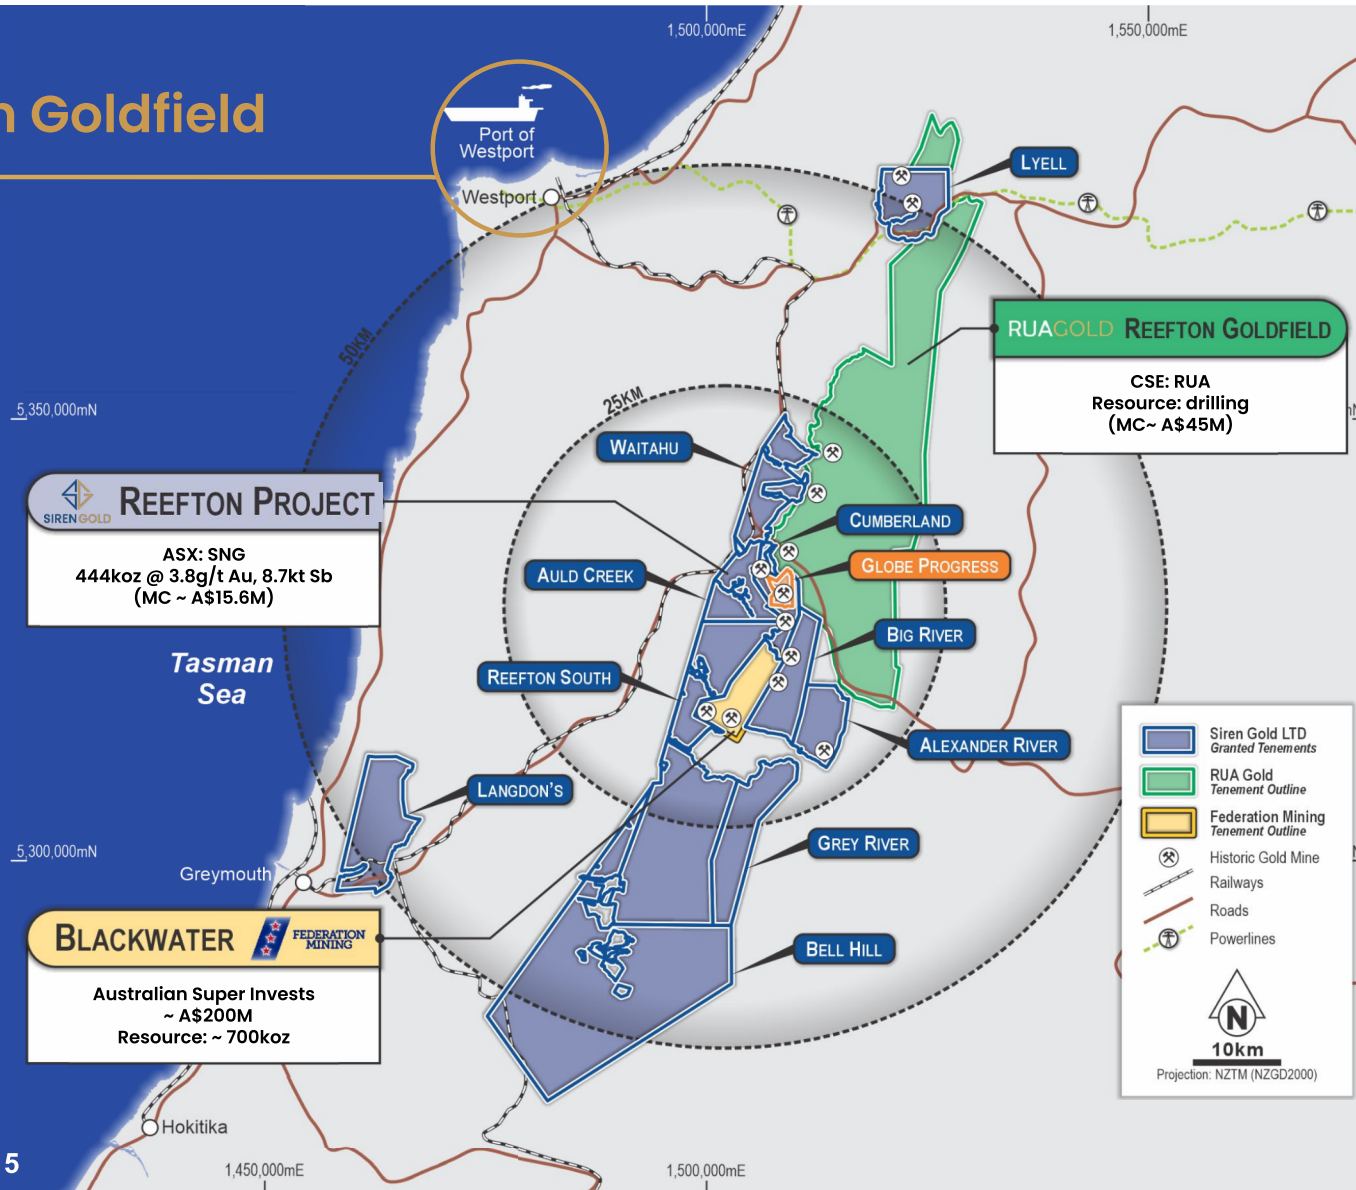 1,500,000mE
1,550,000mE
n Goldfield
Port of
Westport
Westport
LYELL
50KM
25KM
RUAGOLD REEFTON GOLDFIELD
CSE: RUA
Resource: drilling
(MC~ A$45M)
5,350,000mN
WAITAHU
SIRENGOLD
REEFTON PROJECT
ASX: SNG
444koz @ 3.8g/t Au, 8.7kt Sb
(MC ~ A$15.6M)
CUMBERLAND
GLOBE PROGRESS
AULD CREEK
BIG RIVER
Tasman
Sea
REEFTON SOUTH
ALEXANDER RIVER
LANGDON'S
GREY RIVER
5,300,000mN
Greymouth
BLACKWATER
FEDERATION
MINING
Australian Super Invests
~ A$200M
Resource: ~ 700koz
BELL HILL
Siren Gold LTD
Granted Tenements
RUA Gold
Tenement Outline
Federation Mining
Tenement Outline
Historic Gold Mine
Railways
Roads
Powerlines
N
10km
Projection: NZTM (NZGD2000)
Hokitika
5
1,450,000mE
1,500,000mE